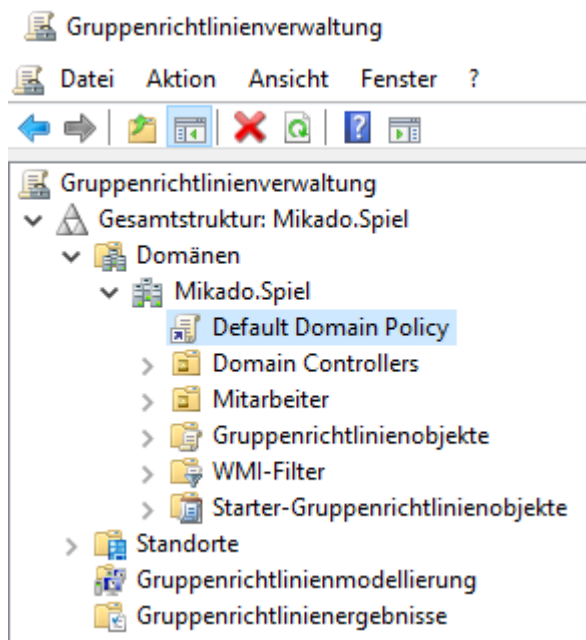 Gruppenrichtlinienverwaltung
Datei Aktion Ansicht Fenster ?
Gruppenrichtlinienverwaltung
Gesamtstruktur: Mikado.Spiel
Domänen
Mikado.Spiel
Default Domain Policy
Domain Controllers
Mitarbeiter
Gruppenrichtlinienobjekte
WMI-Filter
Starter-Gruppenrichtlinienobjekte
Standorte
Gruppenrichtlinienmodellierung
Gruppenrichtlinienergebnisse